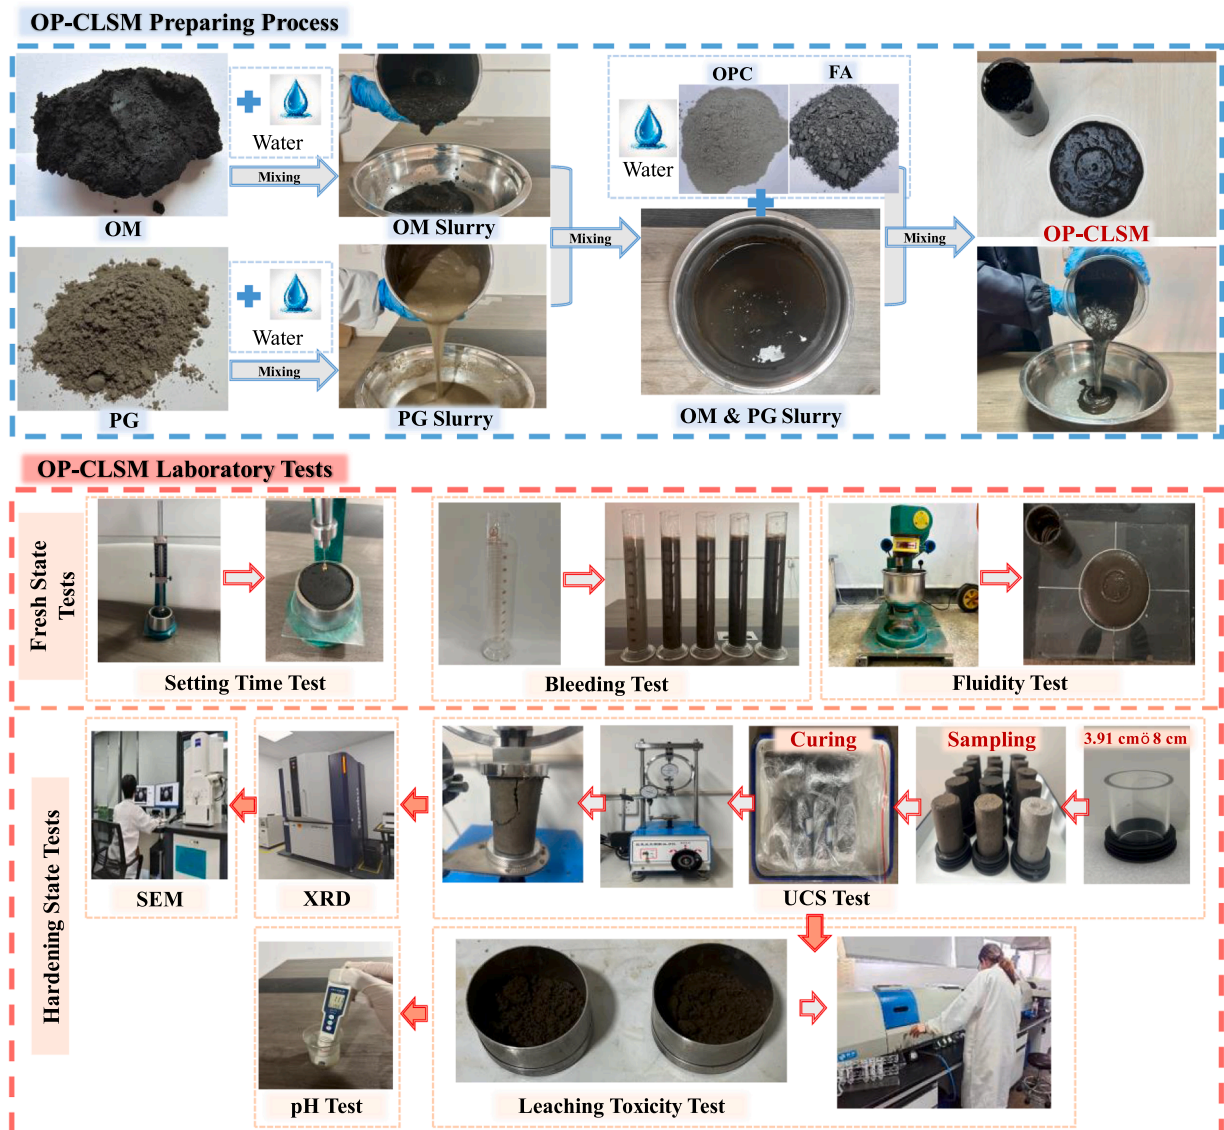 OP-CLSM Preparing Process
OM
Water
Mixing
OM Slurry
PG
Water
Mixing
PG Slurry
Mixing
Water
OPC
FA
OM & PG Slurry
Mixing
OP-CLSM
OP-CLSM Laboratory Tests
Fresh State
Tests
Setting Time Test
Bleeding Test
Fluidity Test
Hardening State Tests
SEM
XRD
Curing
Sampling
3.91 cmö 8 cm
UCS Test
pH Test
Leaching Toxicity Test